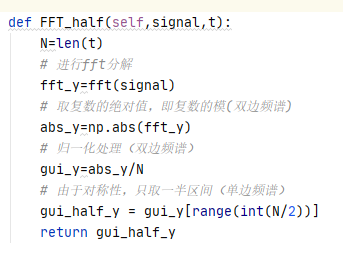 def FFT_half(self,signal,t):
    N=len(t)
    # 进行fft分解
    fft_y=fft(signal)
    # 取复数的绝对值，即复数的模(双边频谱)
    abs_y=np.abs(fft_y)
    # 归一化处理（双边频谱）
    gui_y=abs_y/N
    # 由于对称性，只取一半区间（单边频谱）
    gui_half_y = gui_y[range(int(N/2))]
    return gui_half_y